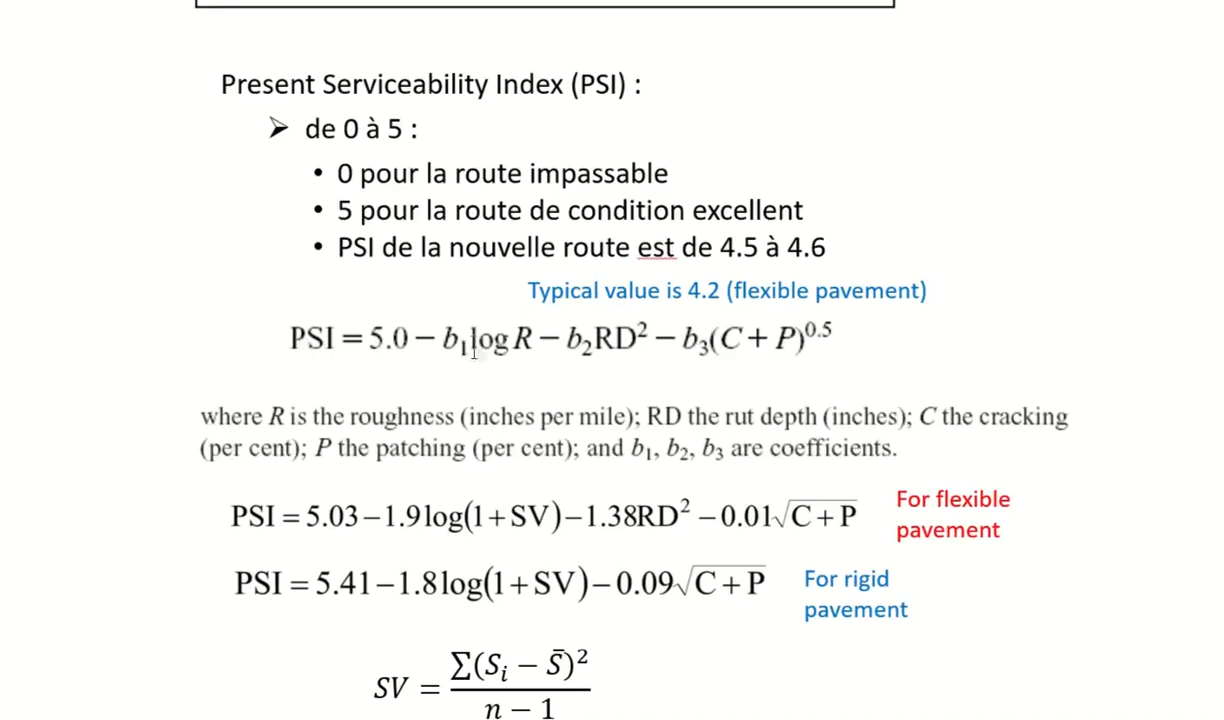 Present Serviceability Index (PSI) :
➢ de 0 à 5 :
• 0 pour la route impassable
• 5 pour la route de condition excellent
• PSI de la nouvelle route est de 4.5 à 4.6
Typical value is 4.2 (flexible pavement)
PSI = 5.0 − b₁log R − b₂RD² − b₃(C + P)^0.5
where R is the roughness (inches per mile); RD the rut depth (inches); C the cracking
(per cent); P the patching (per cent); and b₁, b₂, b₃ are coefficients.
PSI = 5.03 − 1.9 log(1 + SV) − 1.38RD² − 0.01√(C + P)
For flexible
pavement
PSI = 5.41 − 1.8 log(1 + SV) − 0.09√(C + P)
For rigid
pavement
SV = ∑(Sᵢ − S̄)² / (n − 1)